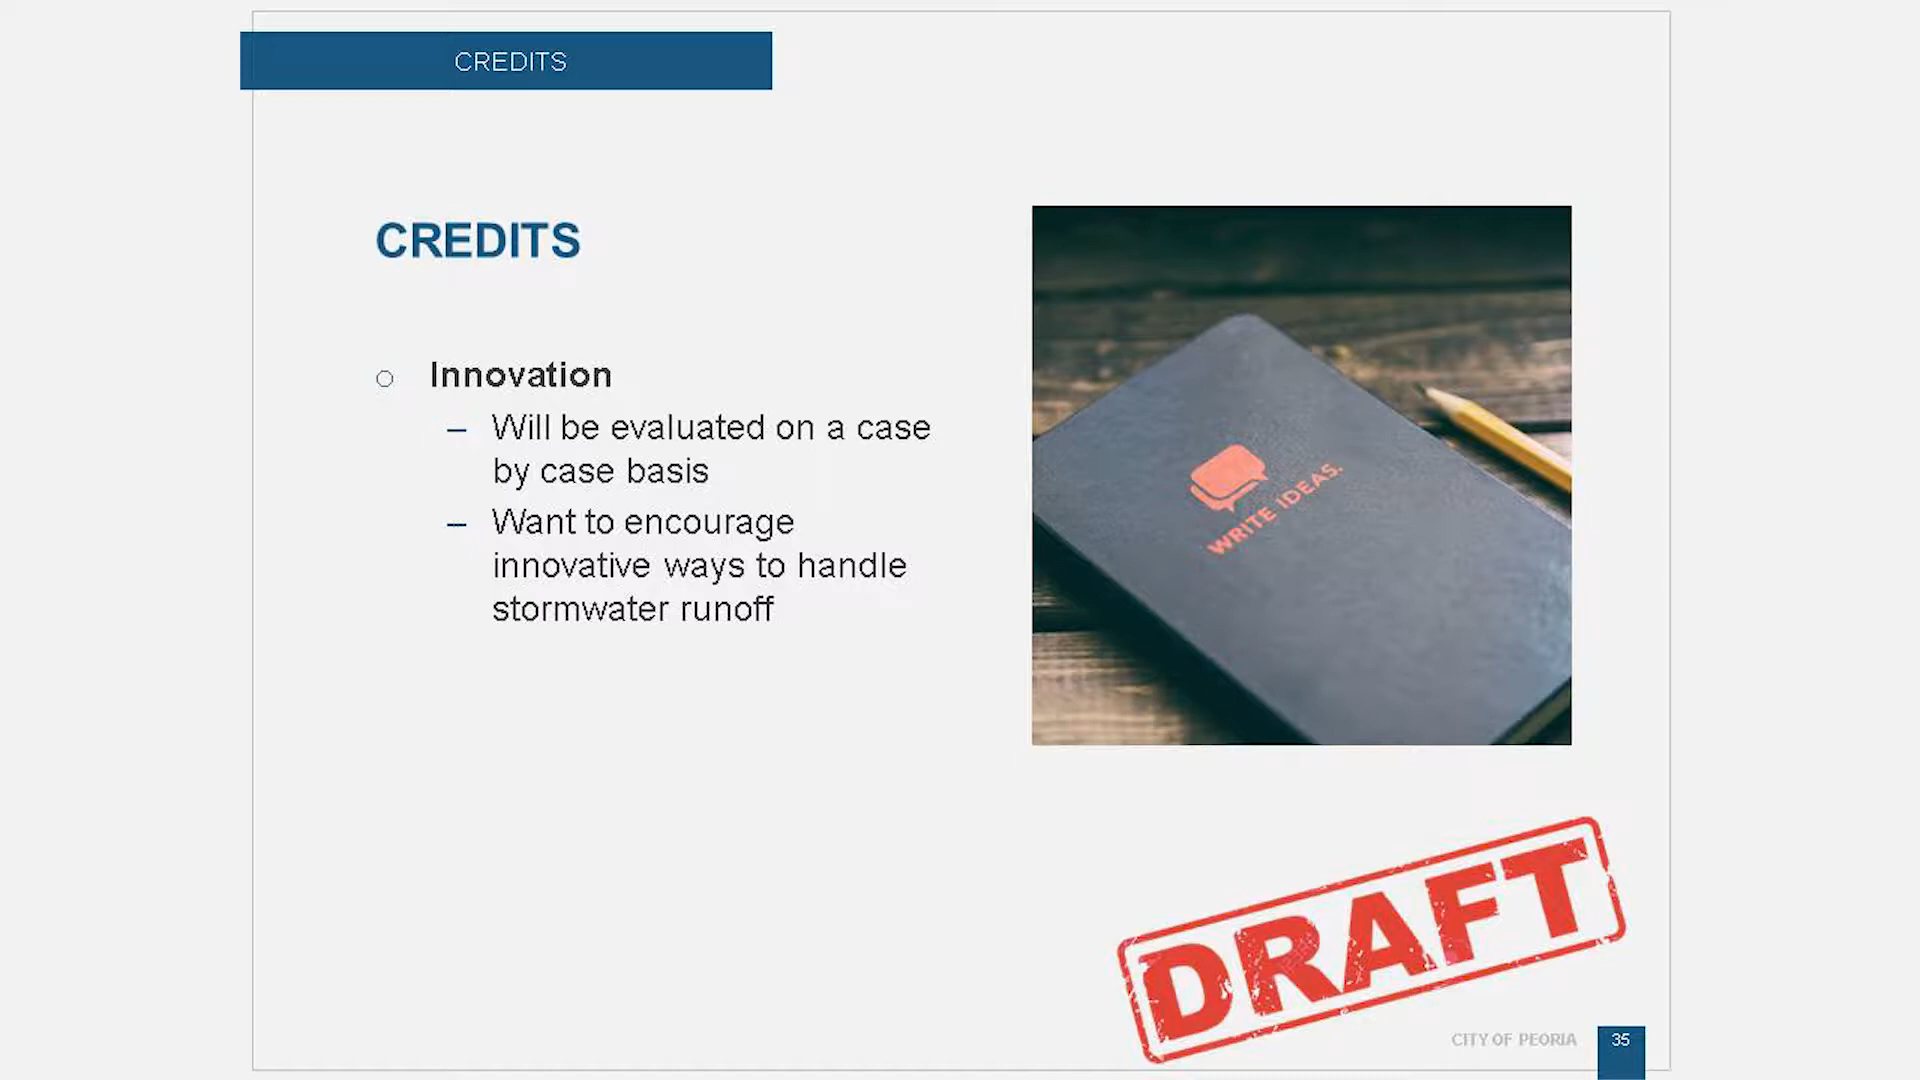 CREDITS
CREDITS
Innovation
– Will be evaluated on a case
by case basis
– Want to encourage
innovative ways to handle
stormwater runoff
WRITE IDEAS.
DRAFT
CITY OF PEORIA
35